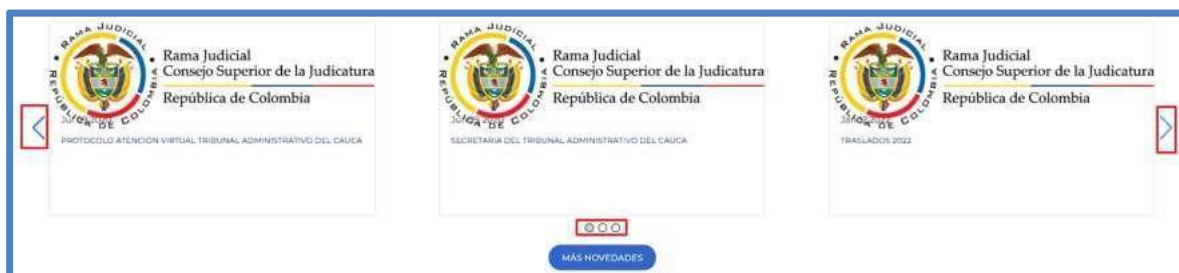 RAMA JUDICIAL
REPÚBLICA DE COLOMBIA
Rama Judicial
Consejo Superior de la Judicatura
República de Colombia
PROTOCOLO ATENCION VIRTUAL TRIBUNAL ADMINISTRATIVO DEL CAUCA
RAMA JUDICIAL
REPÚBLICA DE COLOMBIA
Rama Judicial
Consejo Superior de la Judicatura
República de Colombia
SECRETARIA DEL TRIBUNAL ADMINISTRATIVO DEL CAUCA
RAMA JUDICIAL
REPÚBLICA DE COLOMBIA
Rama Judicial
Consejo Superior de la Judicatura
República de Colombia
TRASLADOS 2022
MÁS NOVEDADES